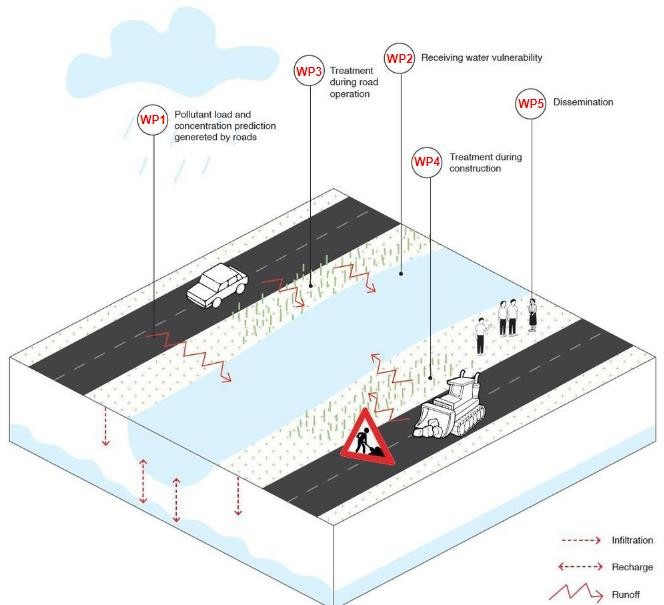 WP1
Pollutant load and
concentration prediction
genereted by roads
WP3
Treatment
during road
operation
WP2
Receiving water vulnerability
WP5
Dissemination
WP4
Treatment during
construction
Infiltration
Recharge
Runoff